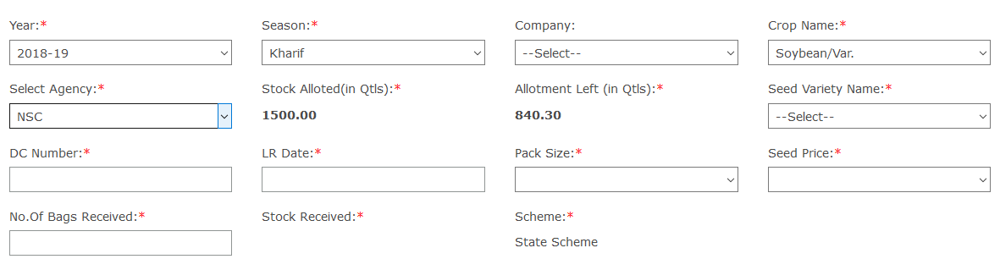 Year:* Season:* Company: Crop Name:*
2018-19 Kharif --Select-- Soybean/Var.
Select Agency:* Stock Alloted(in Qtls):* Allotment Left (in Qtls):* Seed Variety Name:*
NSC 1500.00 840.30 --Select--
DC Number:* LR Date:* Pack Size:* Seed Price:*
No.Of Bags Received:* Stock Received:* Scheme:*
State Scheme